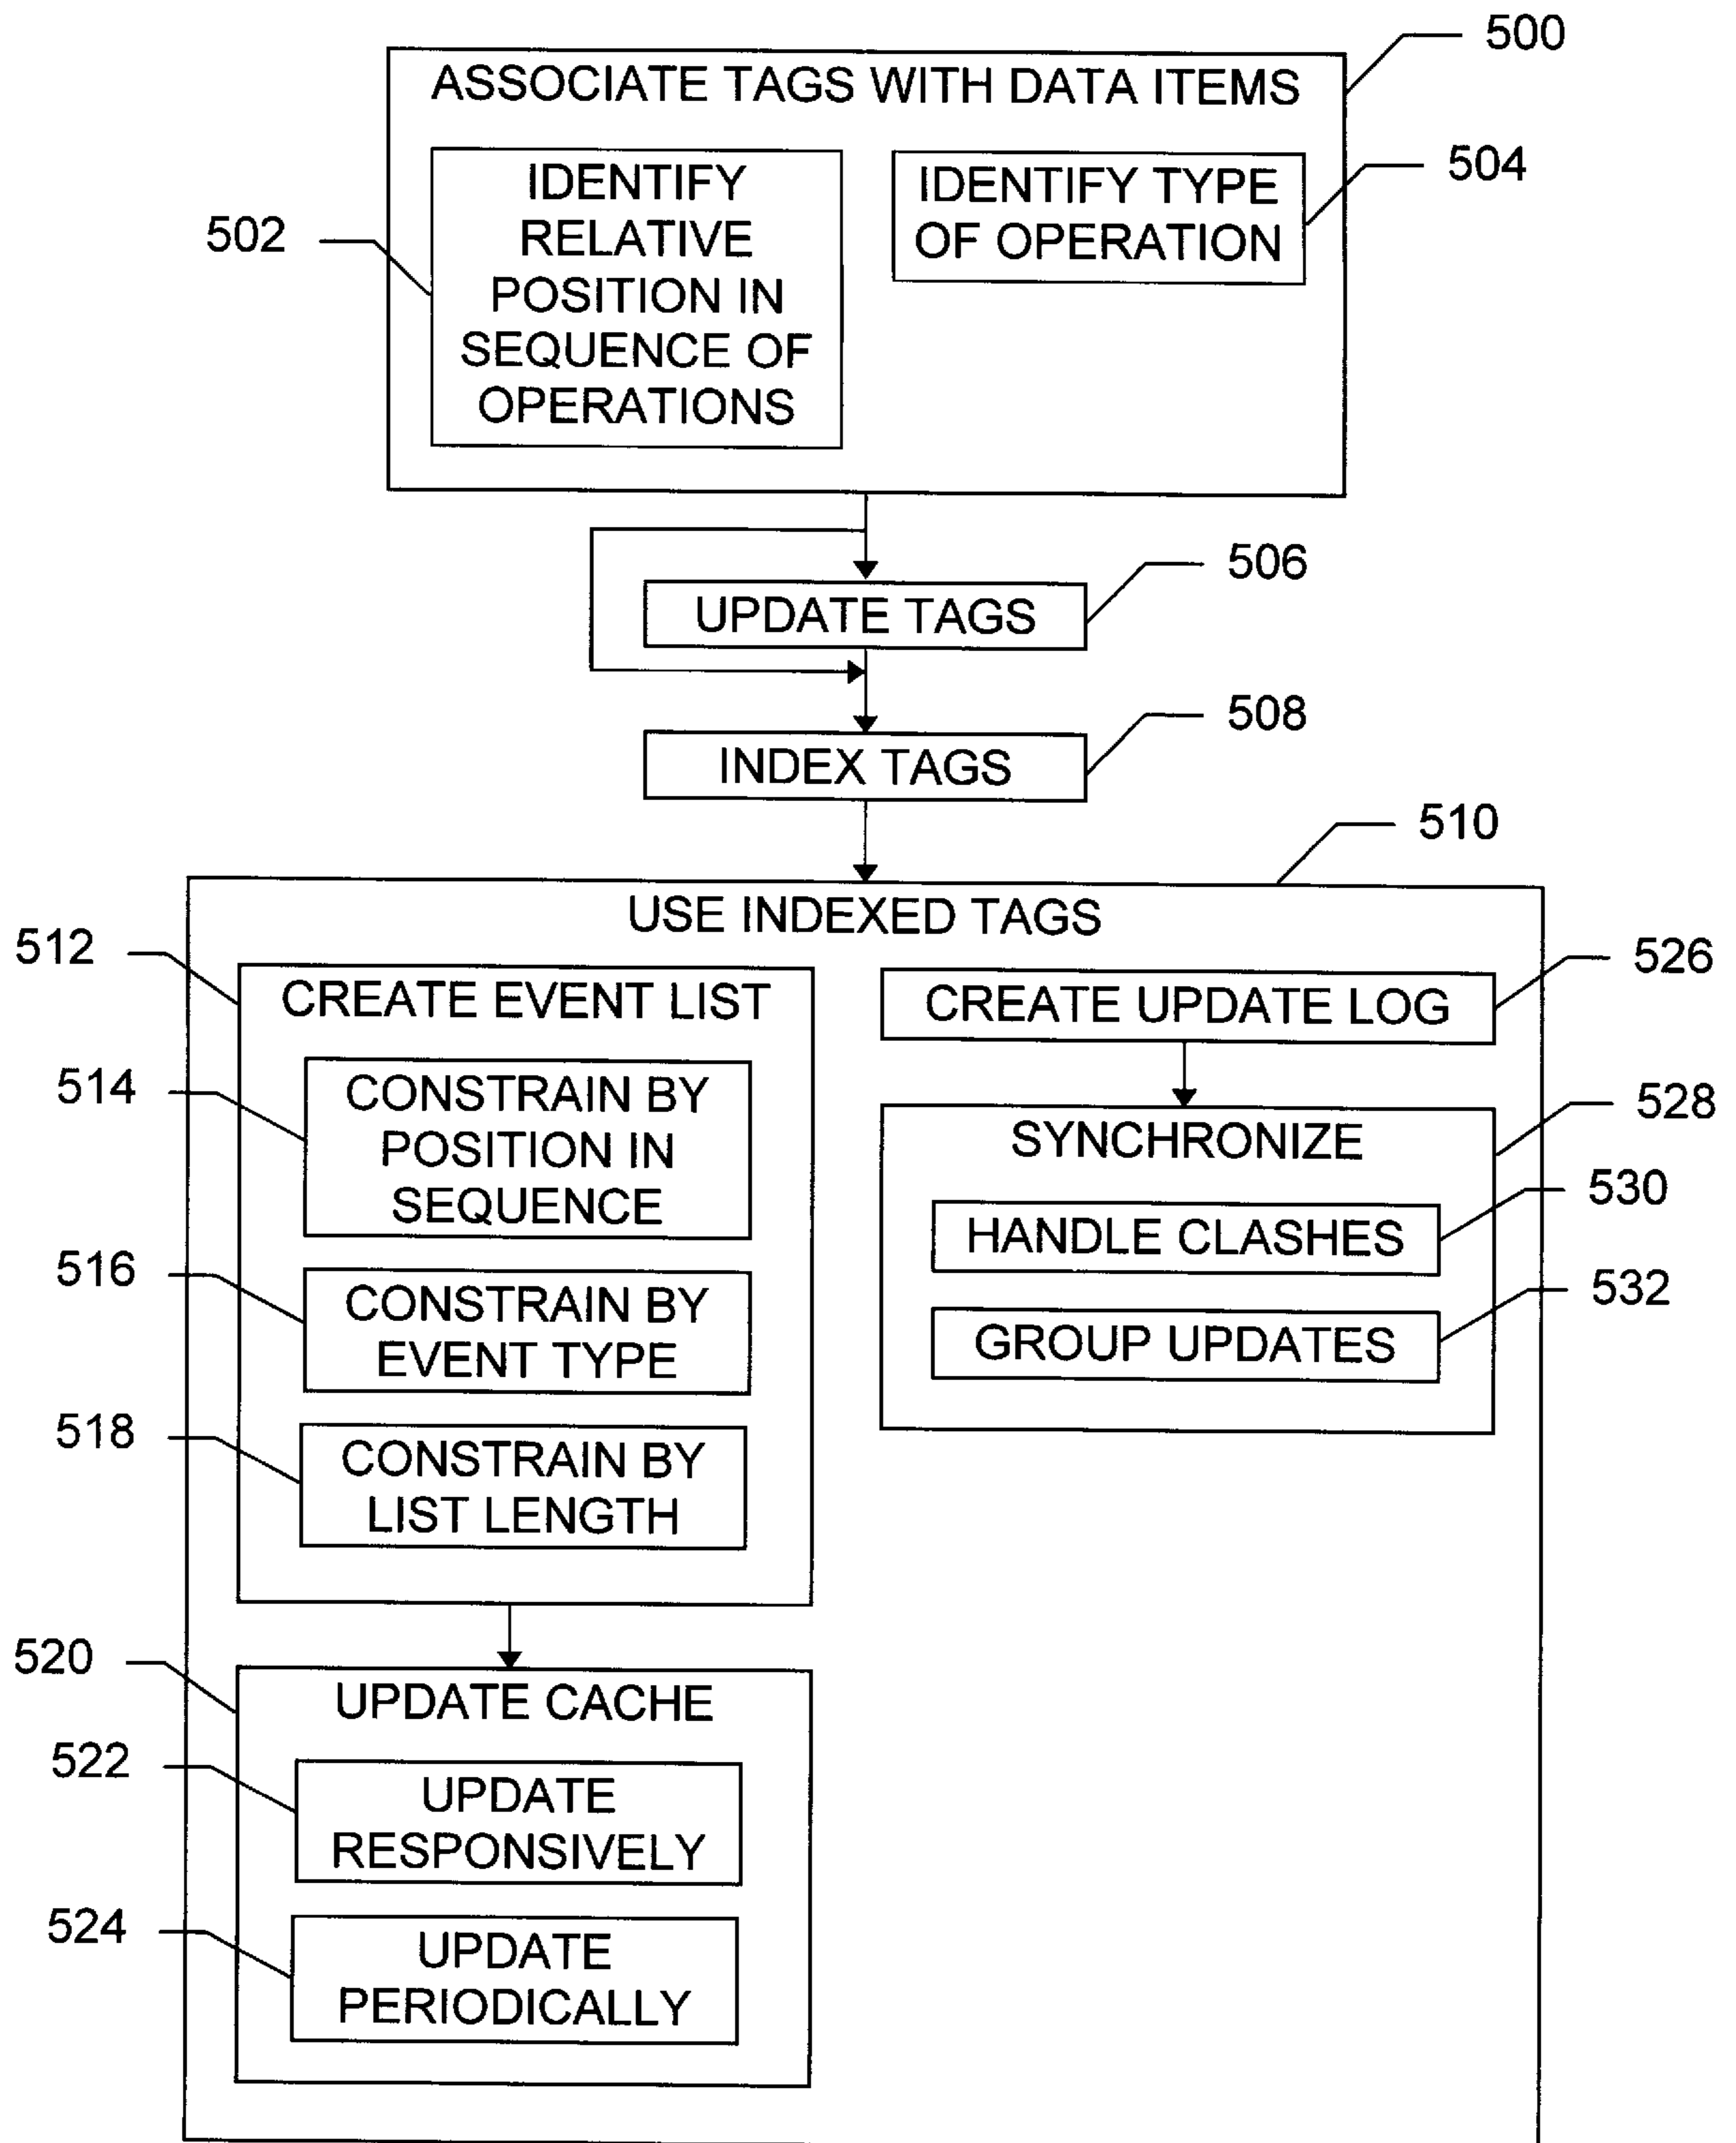 500
ASSOCIATE TAGS WITH DATA ITEMS
502
IDENTIFY
RELATIVE
POSITION IN
SEQUENCE OF
OPERATIONS
504
IDENTIFY TYPE
OF OPERATION
506
UPDATE TAGS
508
INDEX TAGS
510
USE INDEXED TAGS
512
CREATE EVENT LIST
514
CONSTRAIN BY
POSITION IN
SEQUENCE
516
CONSTRAIN BY
EVENT TYPE
518
CONSTRAIN BY
LIST LENGTH
520
UPDATE CACHE
522
UPDATE
RESPONSIVELY
524
UPDATE
PERIODICALLY
526
CREATE UPDATE LOG
528
SYNCHRONIZE
530
HANDLE CLASHES
532
GROUP UPDATES